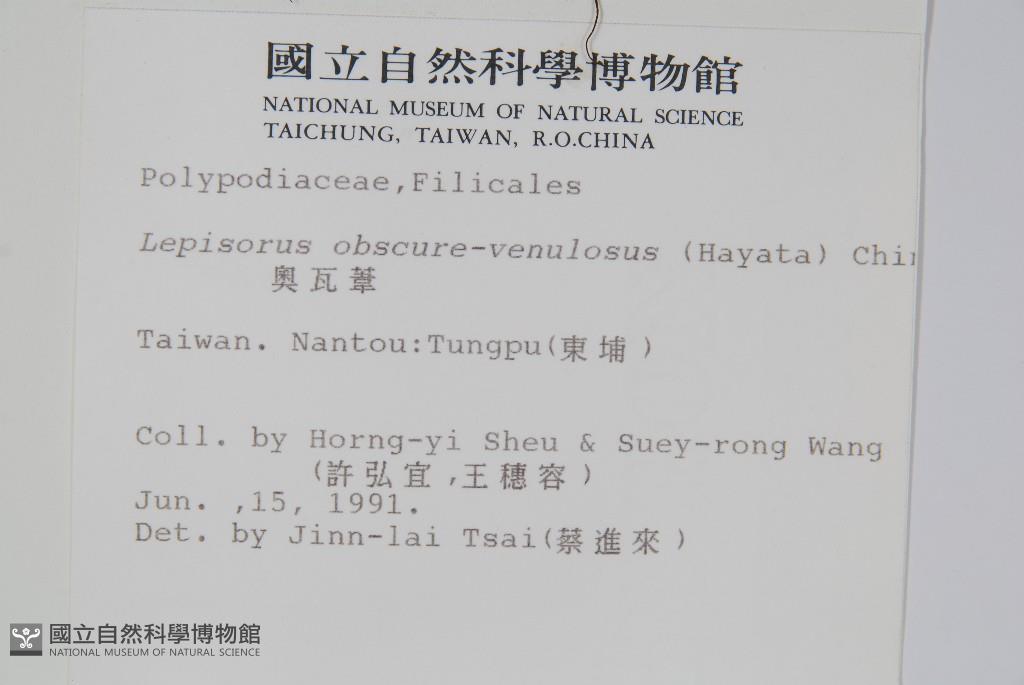 國立自然科學博物館
NATIONAL MUSEUM OF NATURAL SCIENCE
TAICHUNG, TAIWAN, R.O.CHINA
Polypodiaceae,Filicales
Lepisorus obscure-venulosus (Hayata)
奧瓦葦
Taiwan. Nantou:Tungpu(東埔)
Coll. by Horng-yi Sheu & Suey-rong Wang
(許弘宜,王穗容)
Jun. ,15, 1991.
Det. by Jinn-lai Tsai(蔡進來)
國立自然科學博物館
NATIONAL MUSEUM OF NATURAL SCIENCE